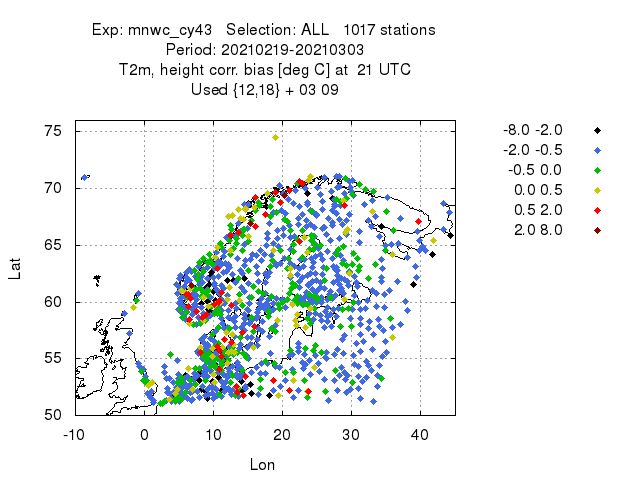 Exp: mnwc_cy43 Selection: ALL 1017 stations
Period: 20210219-20210303
T2m, height corr. bias [deg C] at 21 UTC
Used {12,18} + 03 09
-8.0 -2.0
-2.0 -0.5
-0.5 0.0
0.0 0.5
0.5 2.0
2.0 8.0
75
70
65
60
55
50
Lat
-10 0 10 20 30 40
Lon